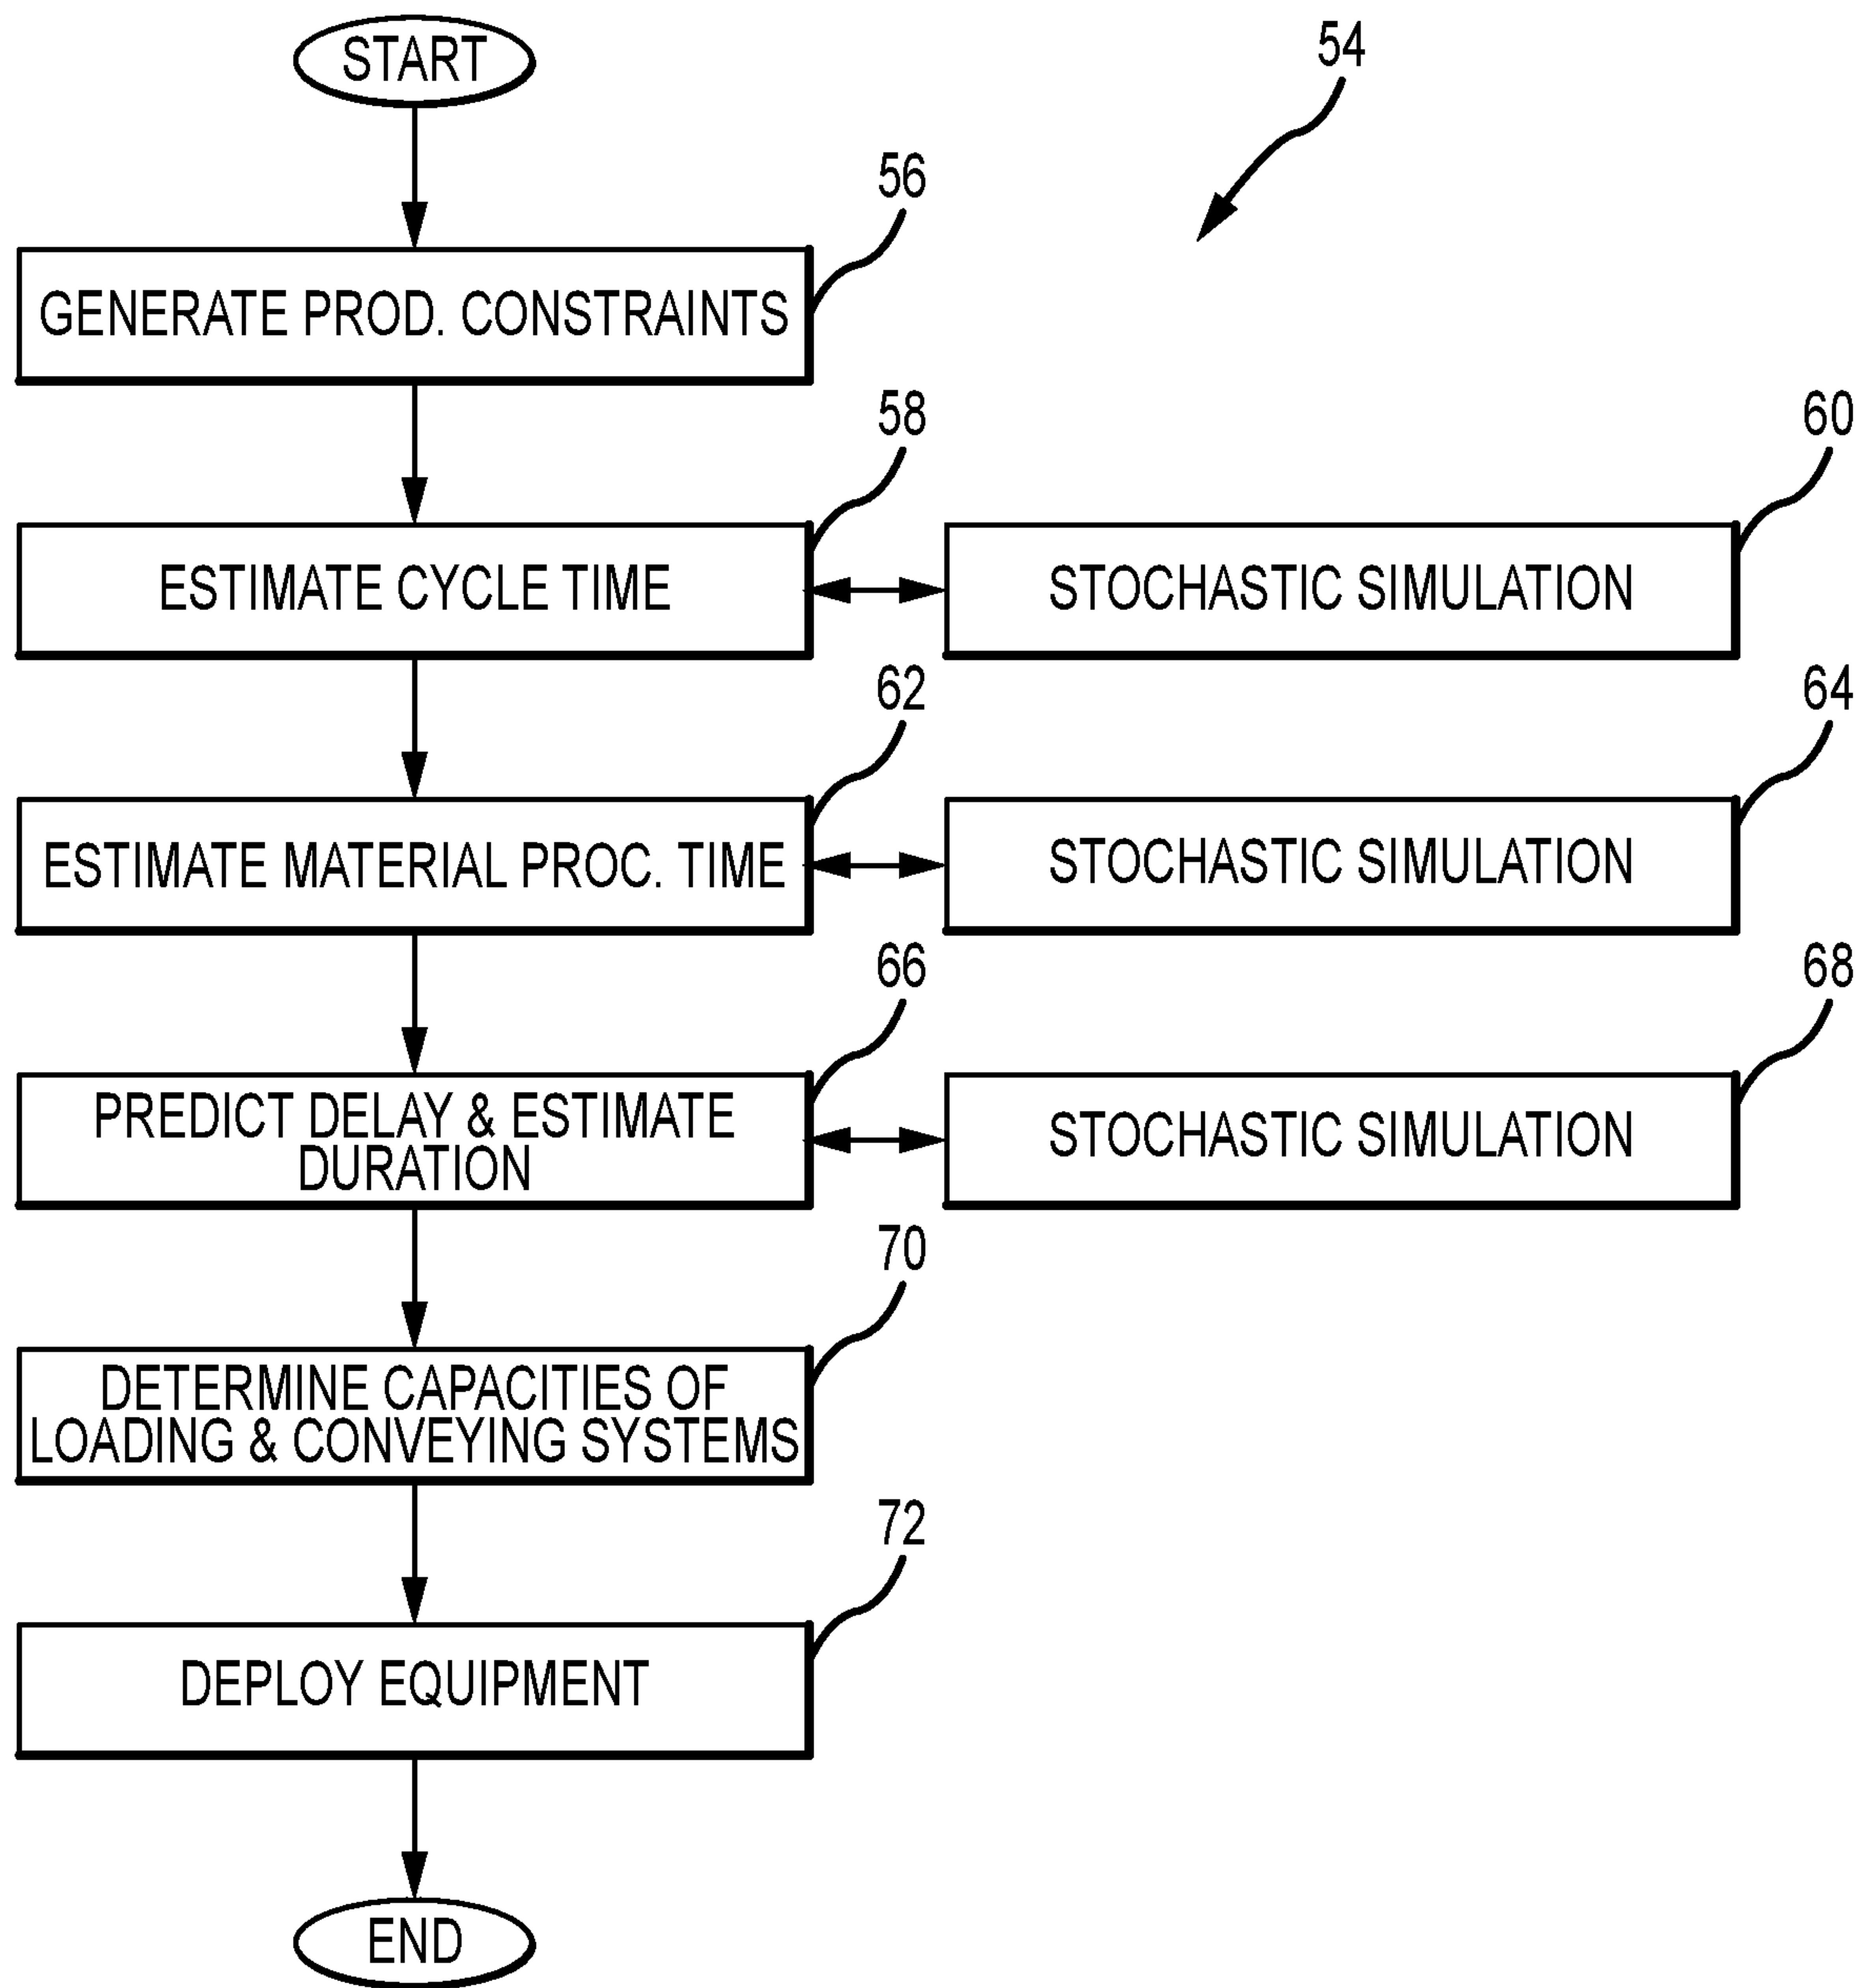 START
54
56
GENERATE PROD. CONSTRAINTS
58
60
ESTIMATE CYCLE TIME
STOCHASTIC SIMULATION
62
64
ESTIMATE MATERIAL PROC. TIME
STOCHASTIC SIMULATION
66
68
PREDICT DELAY & ESTIMATE
DURATION
STOCHASTIC SIMULATION
70
DETERMINE CAPACITIES OF
LOADING & CONVEYING SYSTEMS
72
DEPLOY EQUIPMENT
END